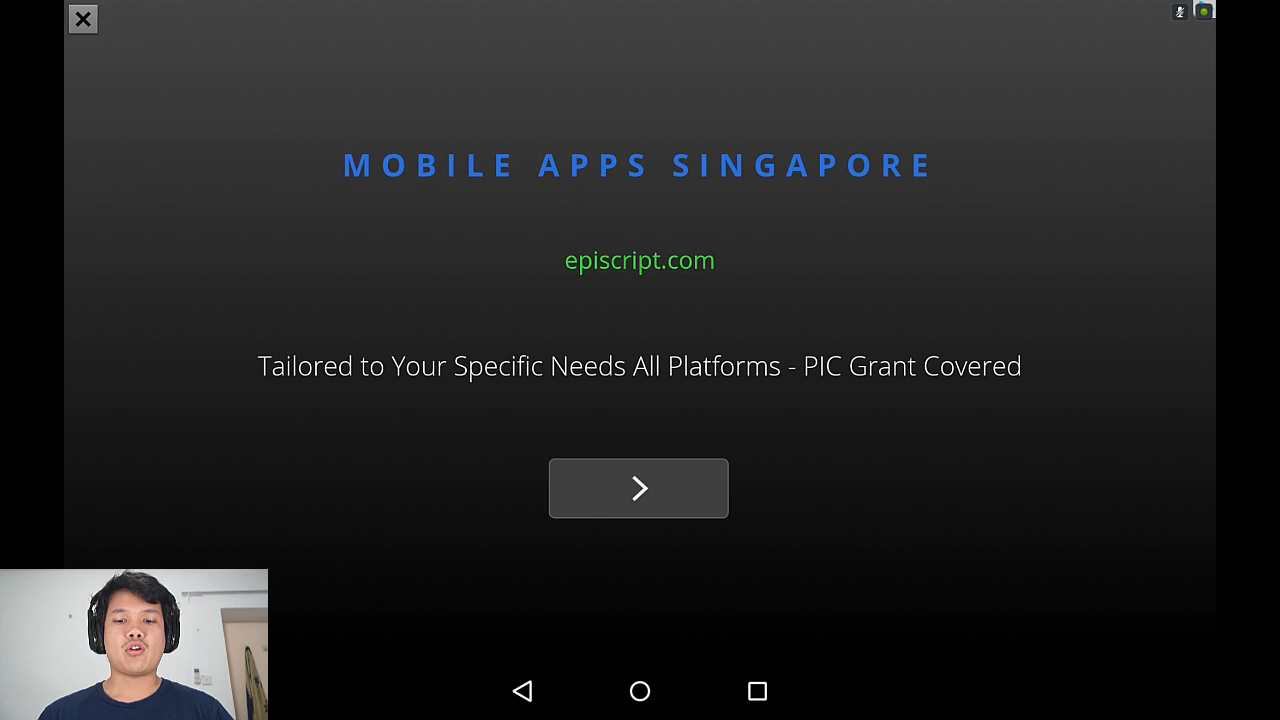 MOBILE APPS SINGAPORE
episcript.com
Tailored to Your Specific Needs All Platforms - PIC Grant Covered